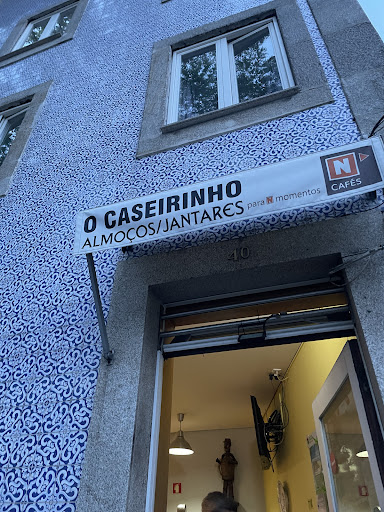 O CASEIRINHO
ALMOÇOS/JANTARES
para N momentos
N
CAFÉS
10